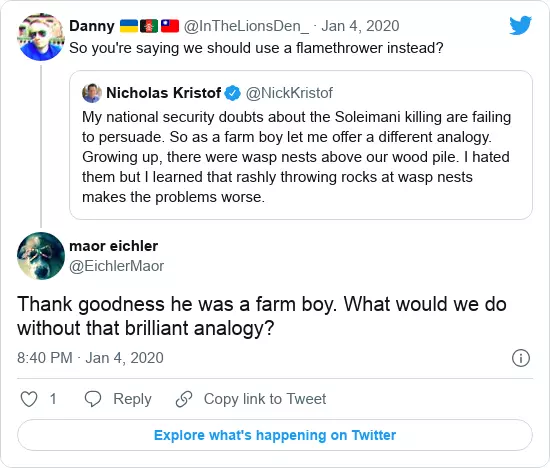 Danny 🇺🇦🇦🇫🇹🇼 @InTheLionsDen_ · Jan 4, 2020
So you're saying we should use a flamethrower instead?
Nicholas Kristof @NickKristof
My national security doubts about the Soleimani killing are failing
to persuade. So as a farm boy let me offer a different analogy.
Growing up, there were wasp nests above our wood pile. I hated
them but I learned that rashly throwing rocks at wasp nests
makes the problems worse.
maor eichler
@EichlerMaor
Thank goodness he was a farm boy. What would we do
without that brilliant analogy?
8:40 PM · Jan 4, 2020
1 Reply Copy link to Tweet
Explore what's happening on Twitter